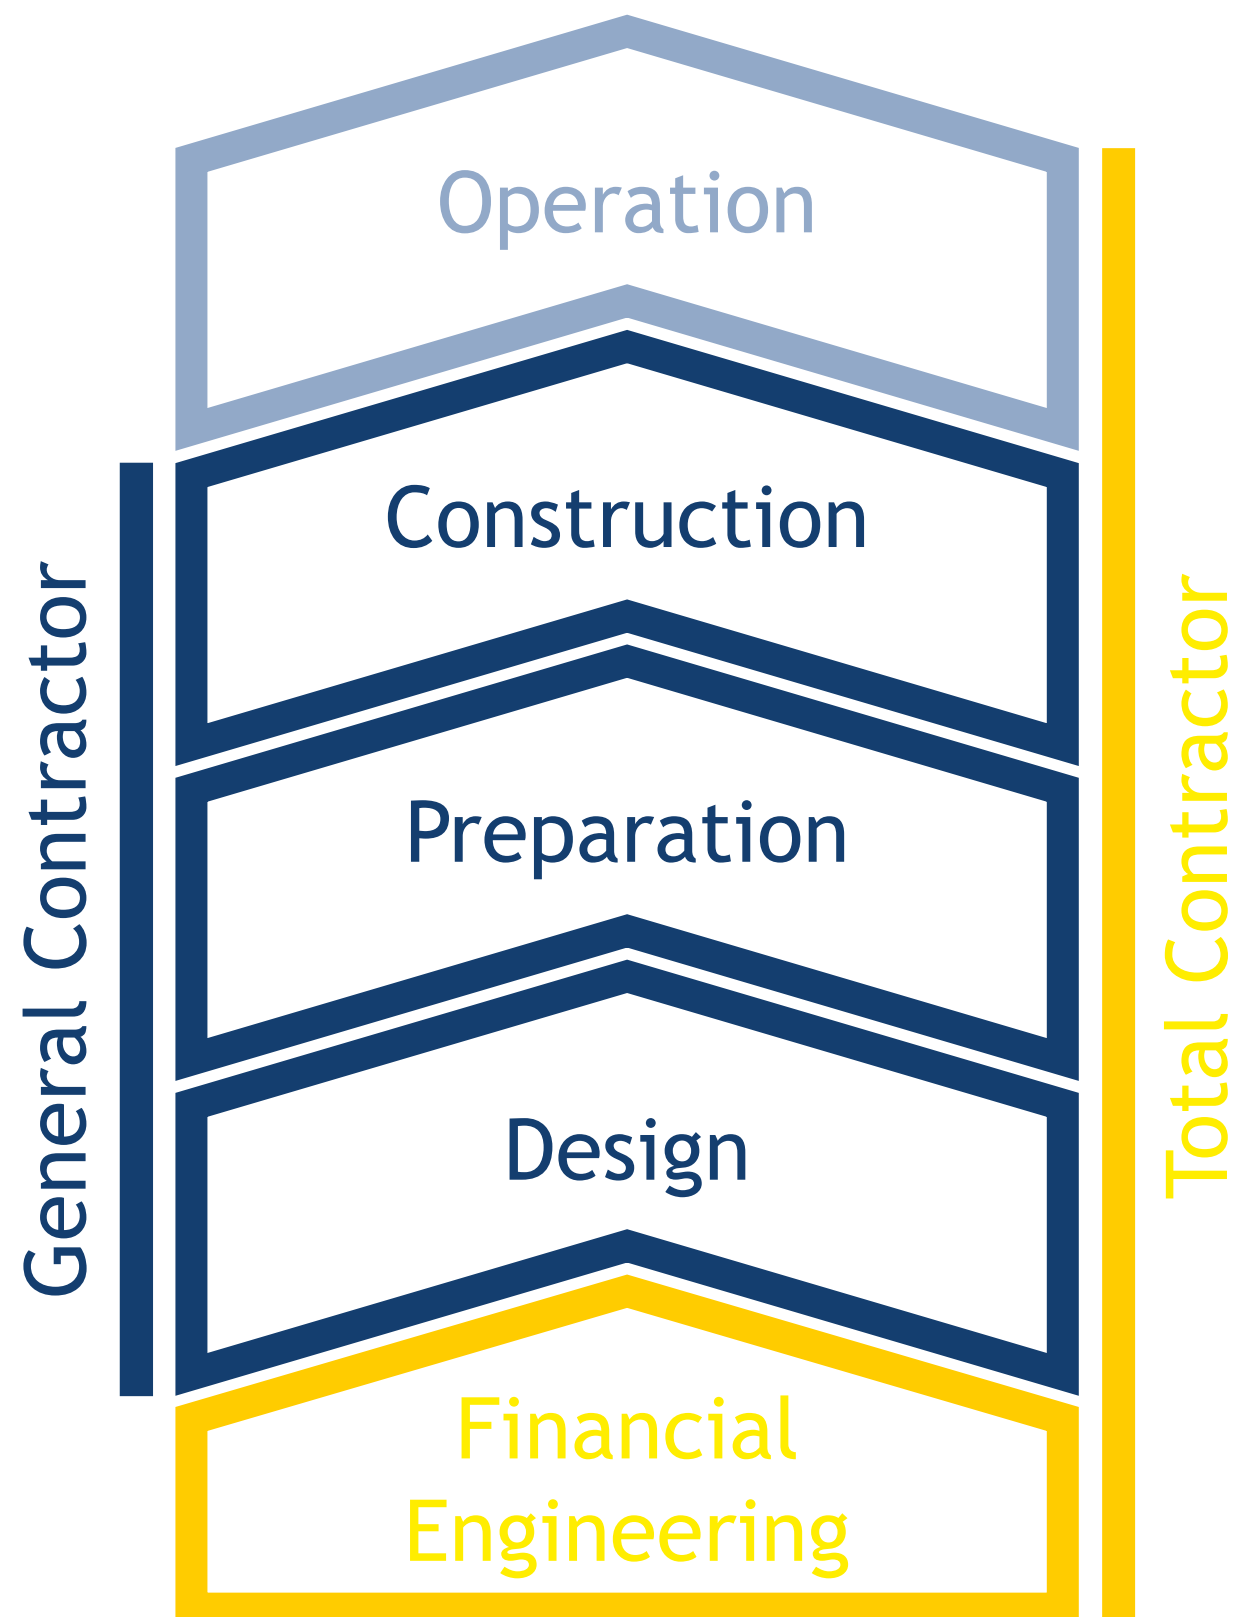 Operation
Construction
Preparation
Design
Financial
Engineering
General Contractor
Total Contractor